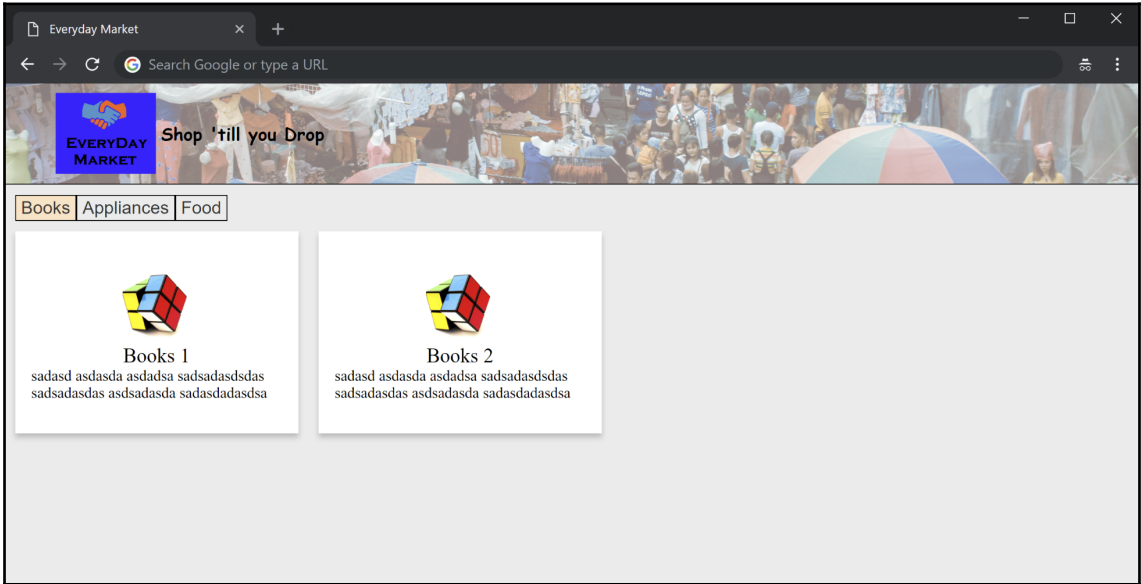 Everyday Market
Search Google or type a URL
EVERYDAY
MARKET
Shop 'till you Drop
Books Appliances Food
Books 1
sadasd asdasda asdadsa sadsadasdsdas
sadsadasdas asdsadasda sadasdadasdsa
Books 2
sadasd asdasda asdadsa sadsadasdsdas
sadsadasdas asdsadasda sadasdadasdsa